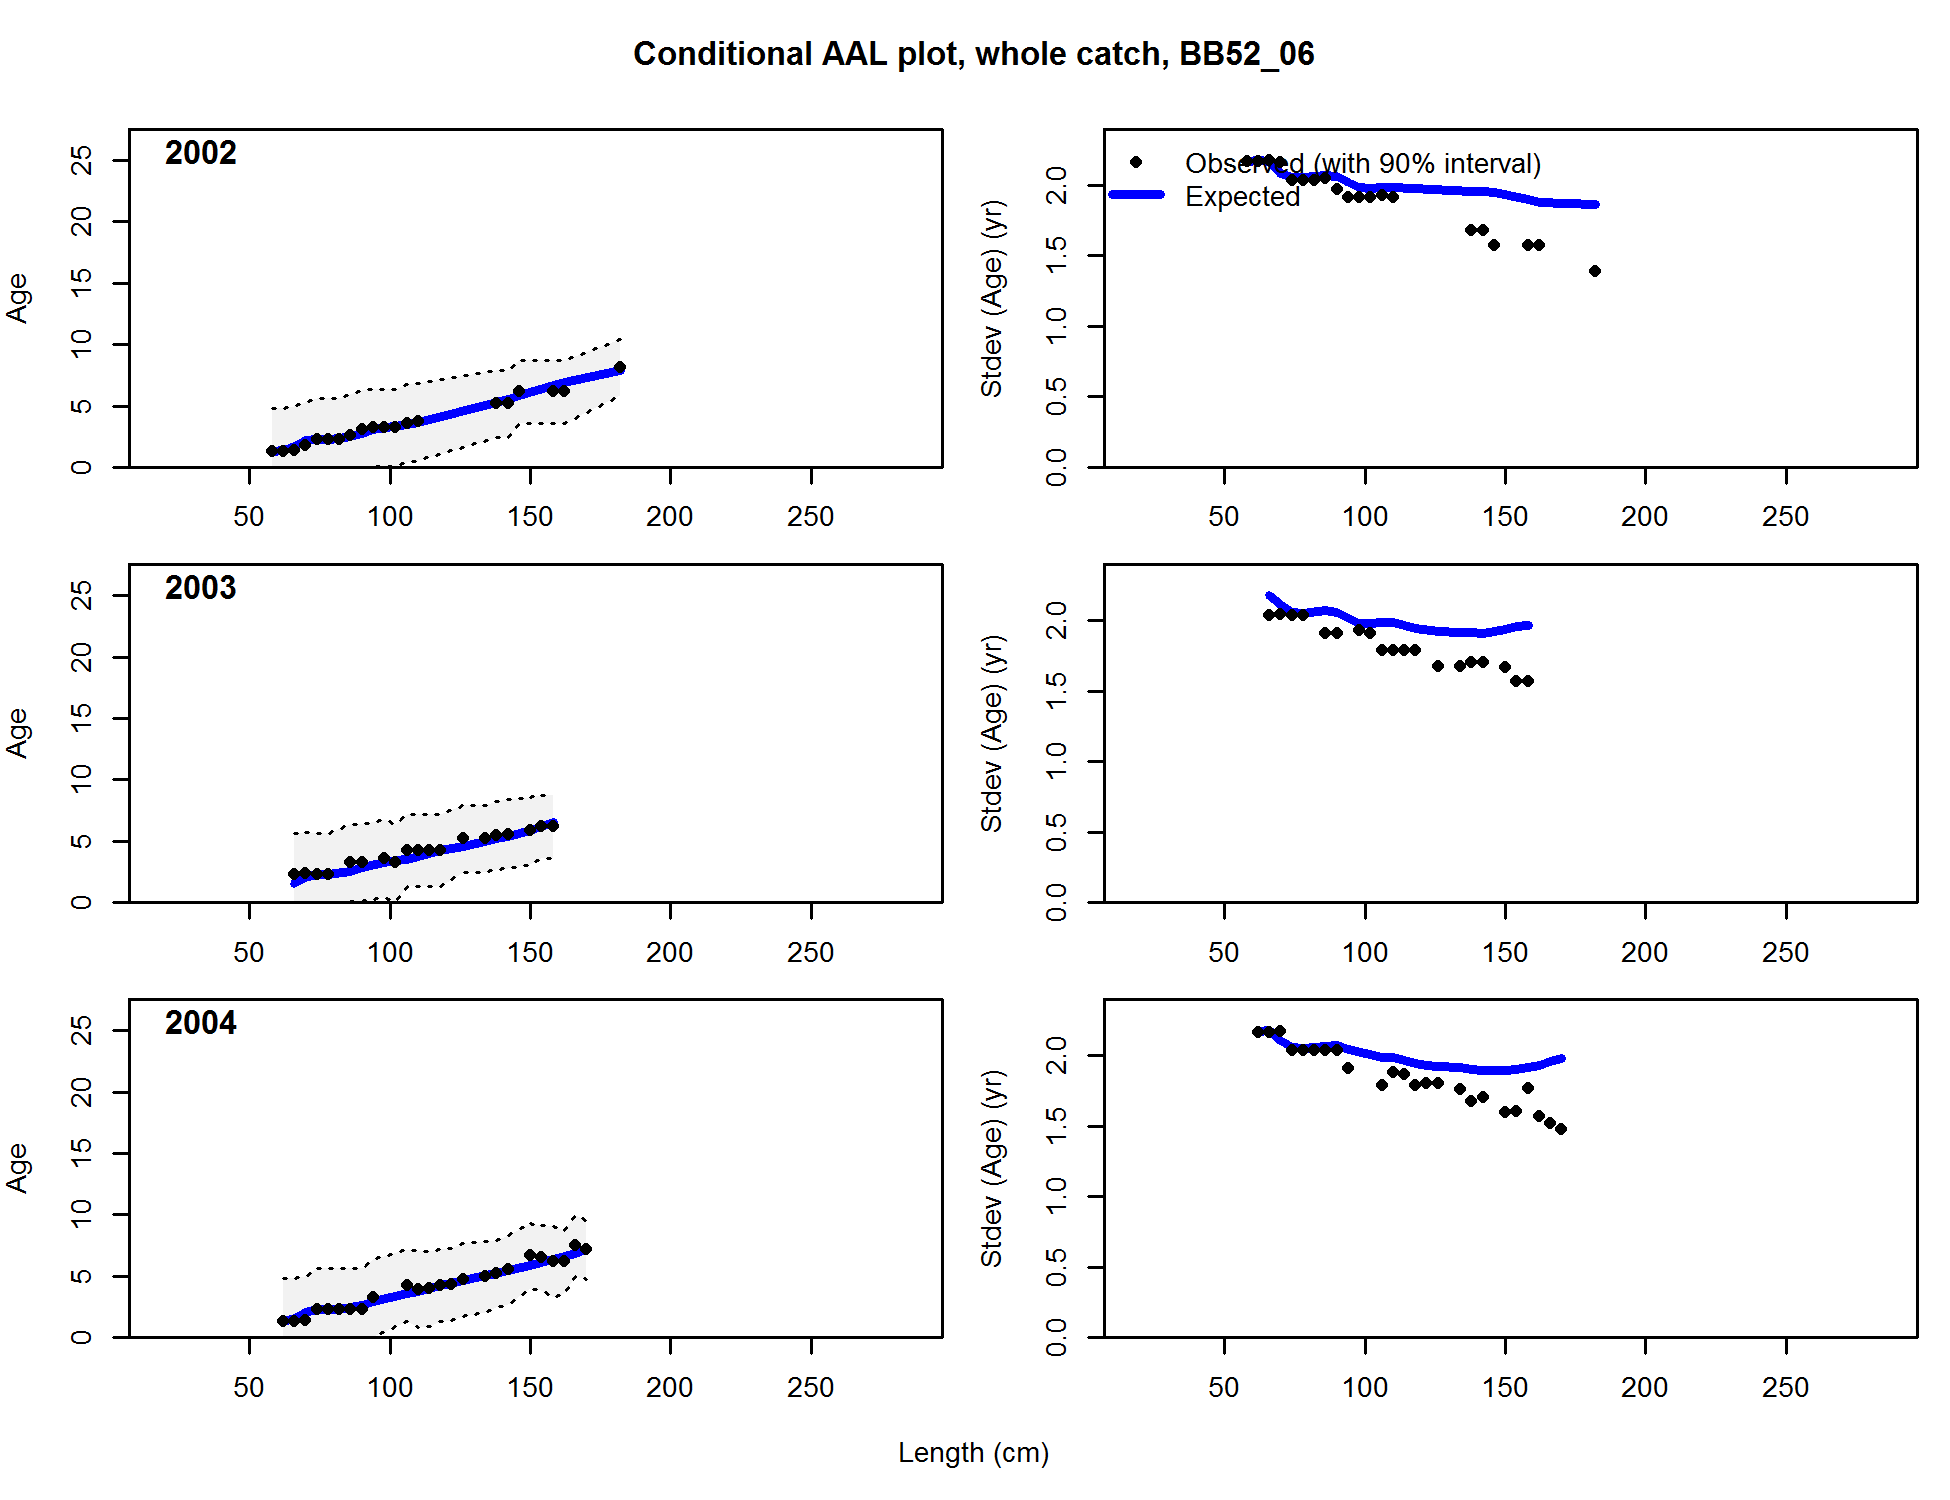 Conditional AAL plot, whole catch, BB52_06
2002
Age
0 5 10 15 20 25
50 100 150 200 250
Observed (with 90% interval)
Expected
Stdev (Age) (yr)
0.0 0.5 1.0 1.5 2.0
50 100 150 200 250
2003
Age
0 5 10 15 20 25
50 100 150 200 250
Stdev (Age) (yr)
0.0 0.5 1.0 1.5 2.0
50 100 150 200 250
2004
Age
0 5 10 15 20 25
50 100 150 200 250
Stdev (Age) (yr)
0.0 0.5 1.0 1.5 2.0
50 100 150 200 250
Length (cm)